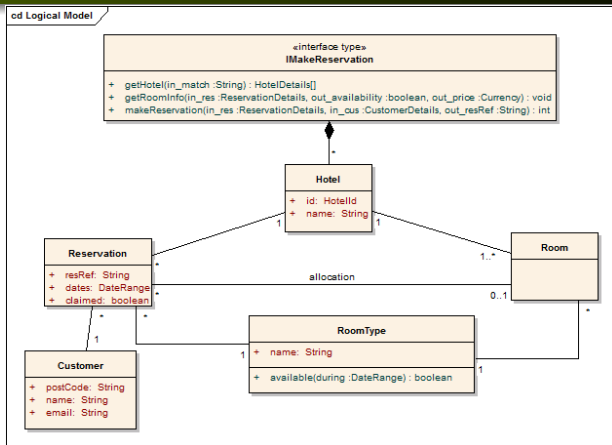 cd Logical Model
«interface type»
IMakeReservation
+ getHotel(in_match :String) : HotelDetails[]
+ getRoomInfo(in_res :ReservationDetails, out_availability :boolean, out_price :Currency) : void
+ makeReservation(in_res :ReservationDetails, in_cus :CustomerDetails, out_resRef :String) : int
*
Hotel
+ id: HotelId
+ name: String
1
1
Reservation
+ resRef: String
+ dates: DateRange
+ claimed: boolean
*
1..*
Room
allocation
*
0..1
*
*
*
RoomType
+ name: String
+ available(during :DateRange) : boolean
1
1
1
Customer
+ postCode: String
+ name: String
+ email: String